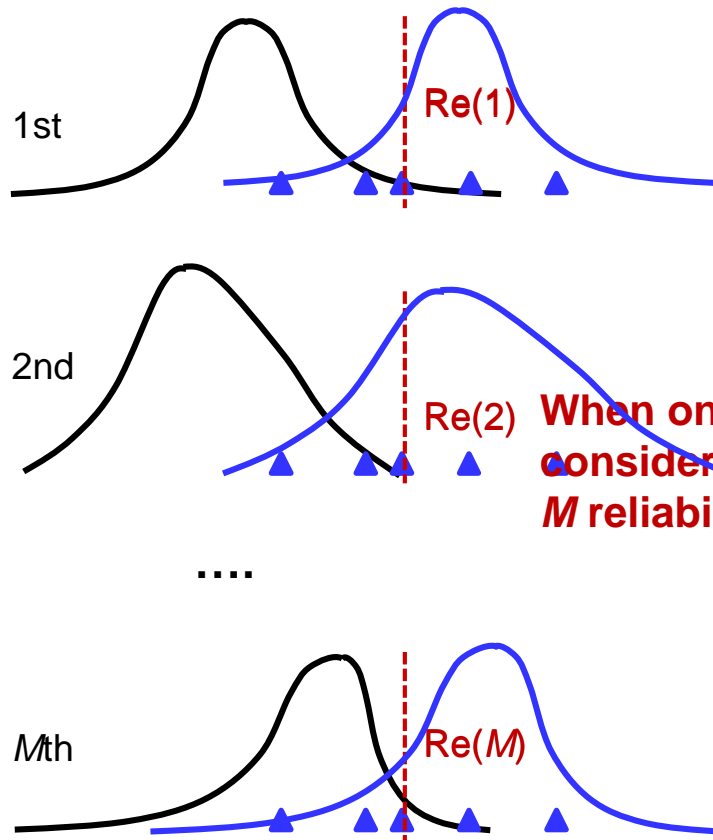 1st
Re(1)
2nd
Re(2)
When on
consider
M reliabi
....
Mth
Re(M)